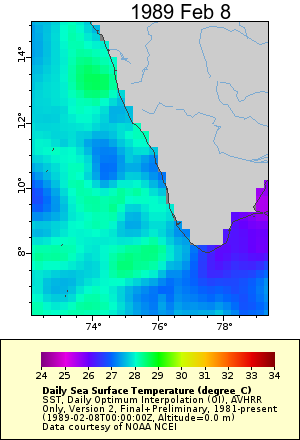 1989 Feb 8
14°
12°
10°
8°
74° 76° 78°
24 25 26 27 28 29 30 31 32 33 34
Daily Sea Surface Temperature (degree_C)
SST, Daily Optimum Interpolation (OI), AVHRR
Only, Version 2, Final+Preliminary, 1981-present
(1989-02-08T00:00:00Z, Altitude=0.0 m)
Data courtesy of NOAA NCEI